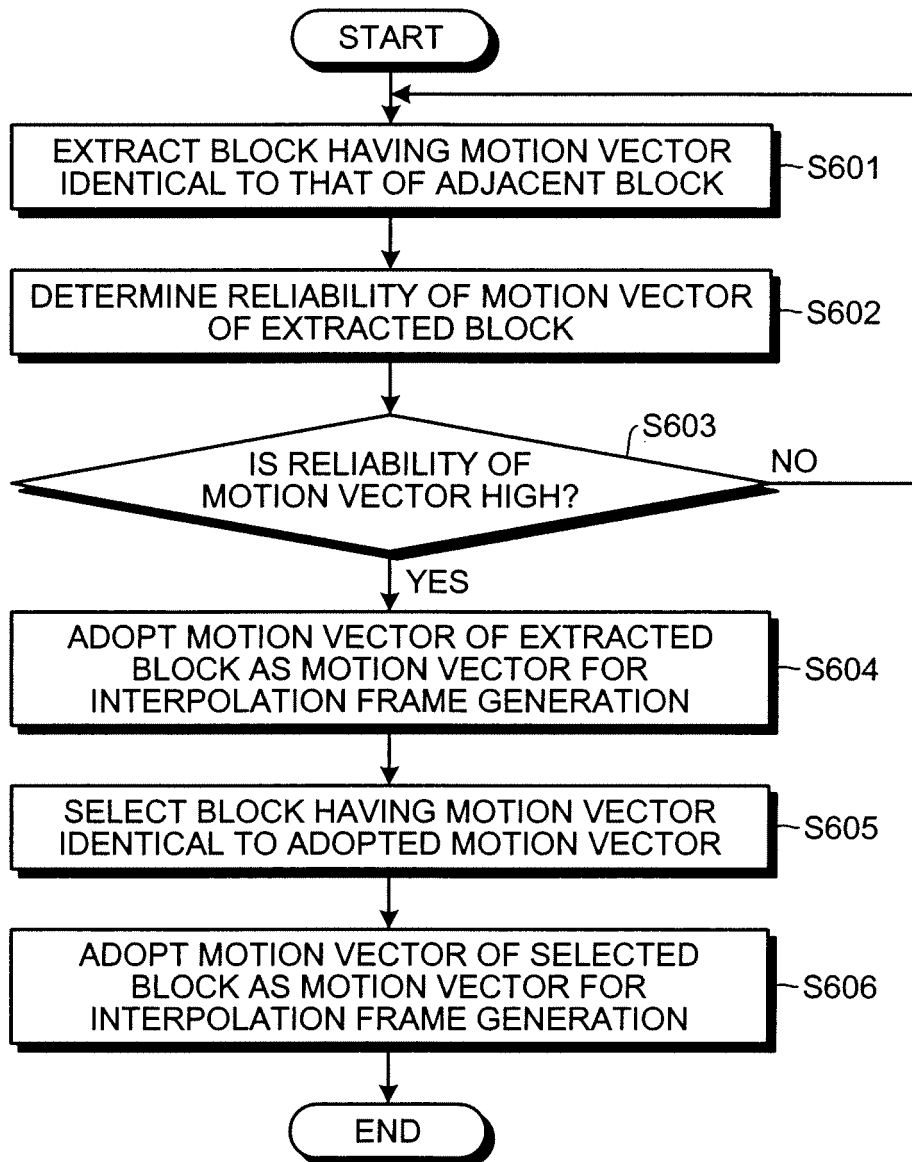 START
EXTRACT BLOCK HAVING MOTION VECTOR
IDENTICAL TO THAT OF ADJACENT BLOCK
S601
DETERMINE RELIABILITY OF MOTION VECTOR
OF EXTRACTED BLOCK
S602
S603
IS RELIABILITY OF
MOTION VECTOR HIGH?
NO
YES
ADOPT MOTION VECTOR OF EXTRACTED
BLOCK AS MOTION VECTOR FOR
INTERPOLATION FRAME GENERATION
S604
SELECT BLOCK HAVING MOTION VECTOR
IDENTICAL TO ADOPTED MOTION VECTOR
S605
ADOPT MOTION VECTOR OF SELECTED
BLOCK AS MOTION VECTOR FOR
INTERPOLATION FRAME GENERATION
S606
END